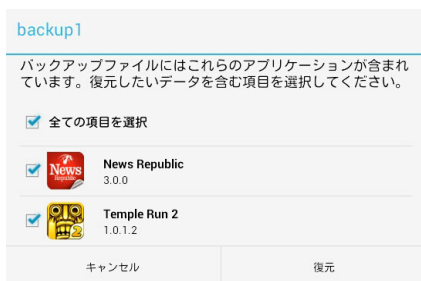 backup1
バックアップファイルにはこれらのアプリケーションが含まれ
ています。復元したいデータを含む項目を選択してください。
全ての項目を選択
News
Republic
News Republic
3.0.0
2
Temple Run 2
1.0.1.2
キャンセル
復元